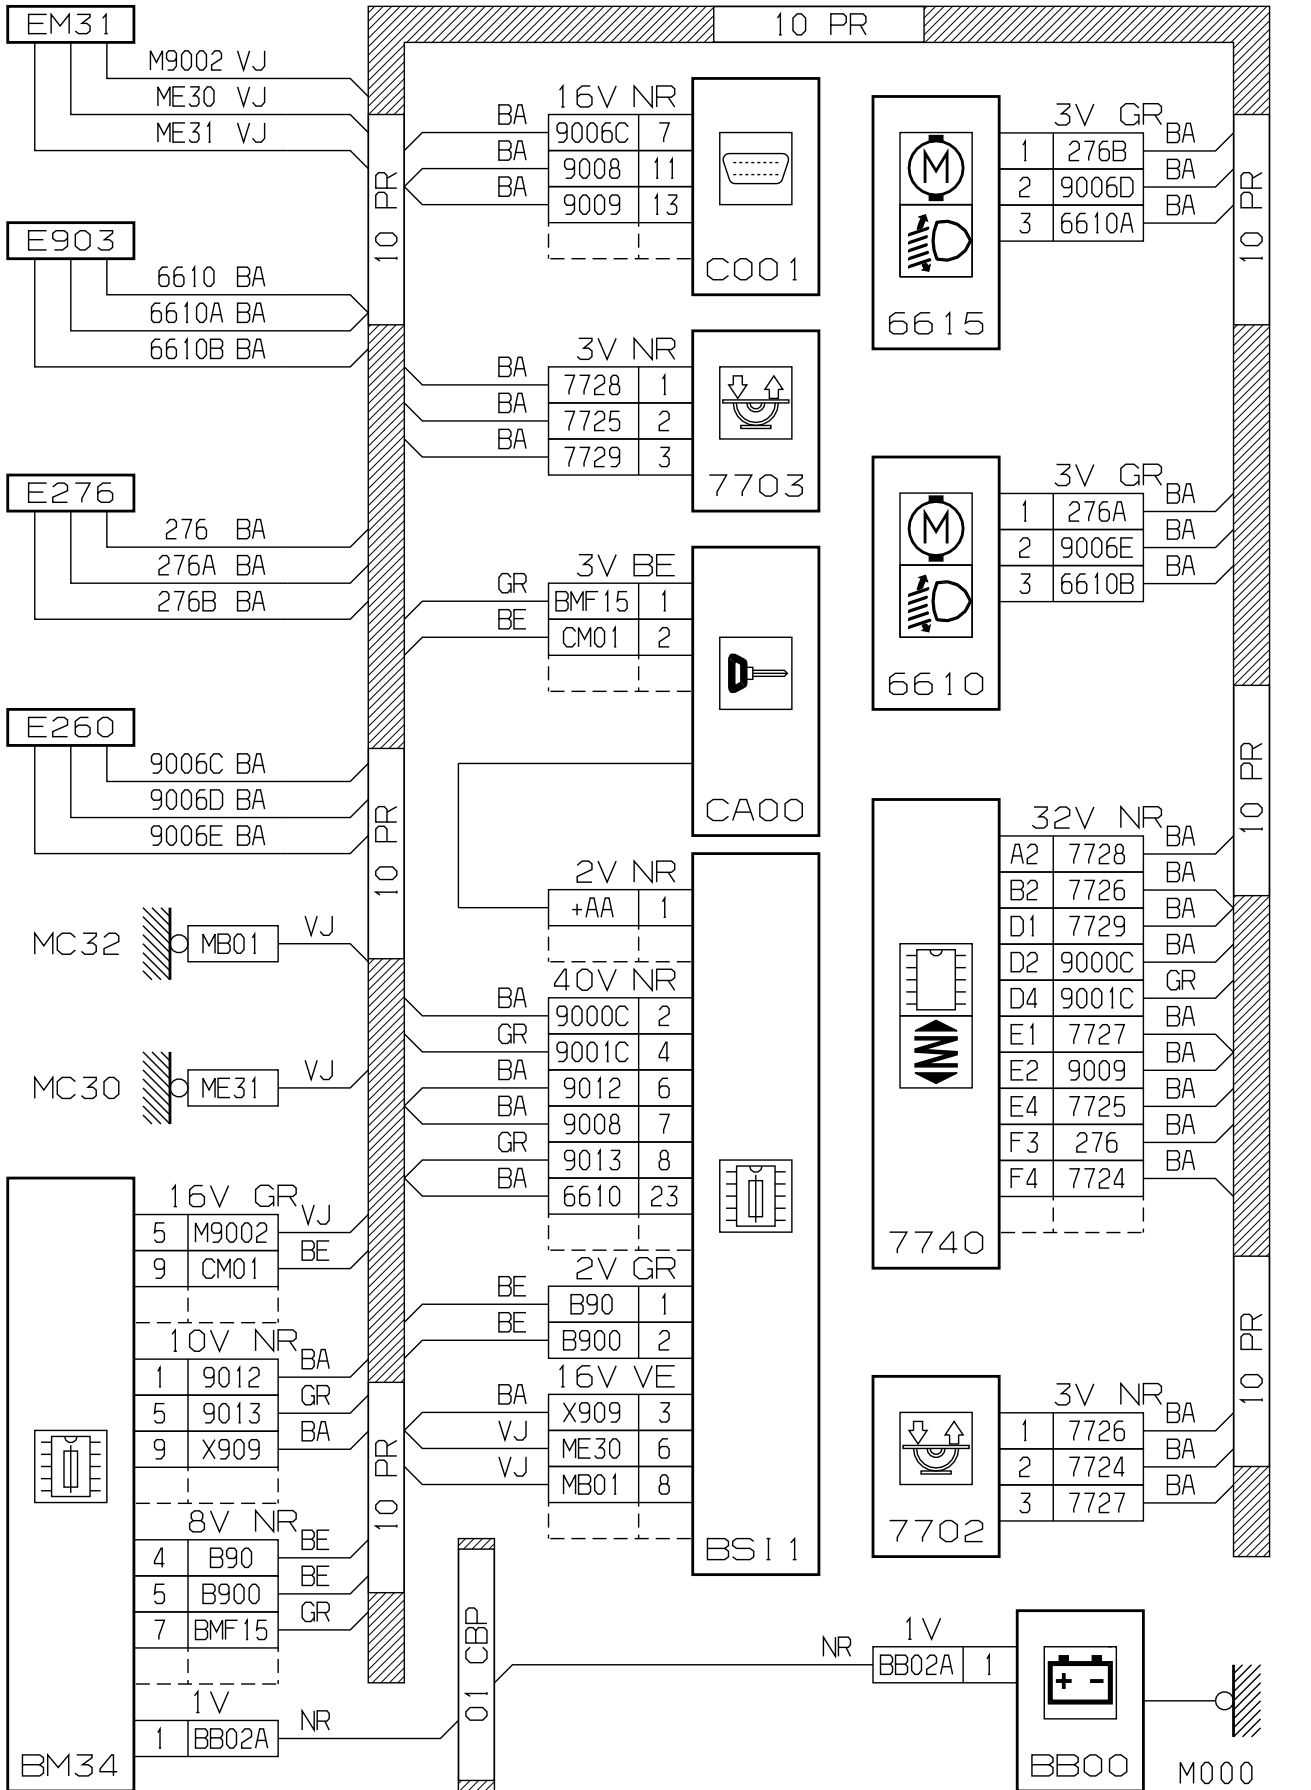 EM31
M9002 VJ
ME30 VJ
ME31 VJ
E903
6610 BA
6610A BA
6610B BA
E276
276 BA
276A BA
276B BA
E260
9006C BA
9006D BA
9006E BA
MC32 MB01 VJ
MC30 ME31 VJ
16V GR
5 M9002 VJ
9 CM01 BE
10V NR
1 9012 BA
5 9013 GR
9 X909 BA
8V NR
4 B90 BE
5 B900 BE
7 BMF15 GR
1V
1 BB02A NR
BM34
10 PR
10 PR
10 PR
10 PR
16V NR
BA 9006C 7
BA 9008 11
BA 9009 13
C001
3V NR
BA 7728 1
BA 7725 2
BA 7729 3
7703
3V BE
GR BMF15 1
BE CM01 2
CA00
2V NR
+AA 1
40V NR
BA 9000C 2
GR 9001C 4
BA 9012 6
BA 9008 7
GR 9013 8
BA 6610 23
2V GR
BE B90 1
BE B900 2
16V VE
BA X909 3
VJ ME30 6
VJ MB01 8
BSI1
01 CBP
3V GR
M
1 276B BA
2 9006D BA
3 6610A BA
6615
3V GR
M
1 276A BA
2 9006E BA
3 6610B BA
6610
32V NR
A2 7728 BA
B2 7726 BA
D1 7729 BA
D2 9000C BA
D4 9001C GR
E1 7727 BA
E2 9009 BA
E4 7725 BA
F3 276 BA
F4 7724 BA
7740
3V NR
1 7726 BA
2 7724 BA
3 7727 BA
7702
10 PR
10 PR
10 PR
1V
NR BB02A 1
+ -
BB00
M000